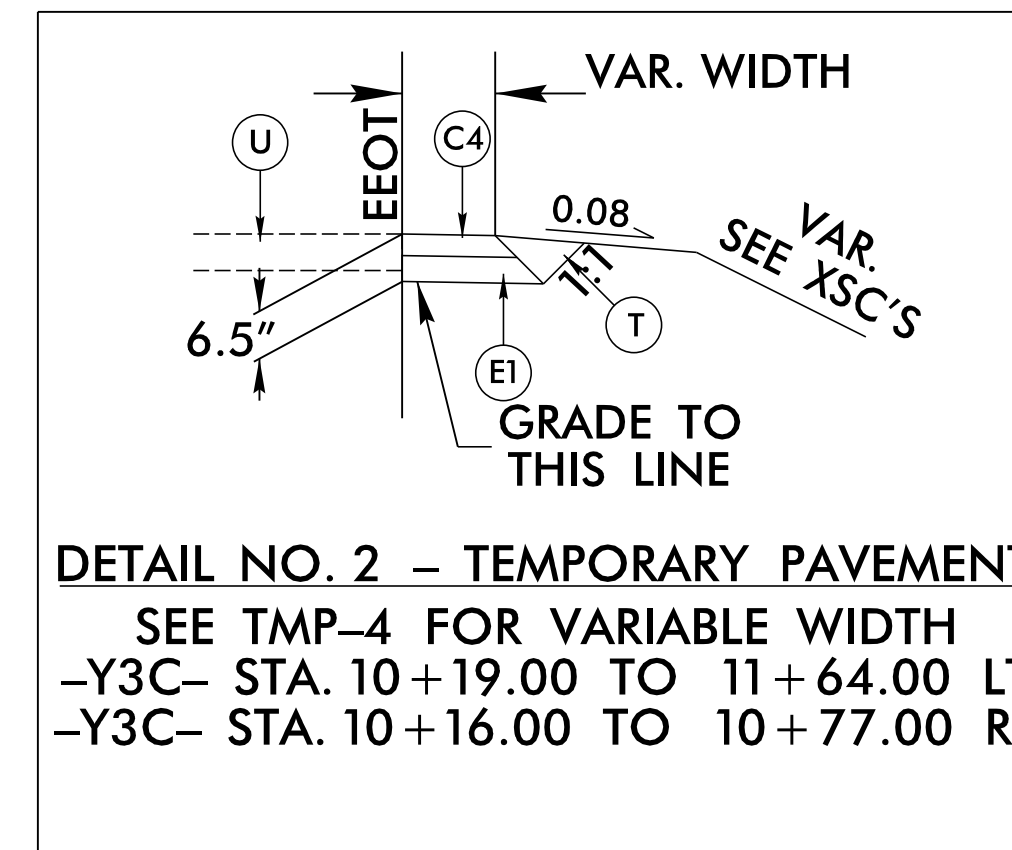 VAR. WIDTH
U
EEOT
C4
0.08
VAR.
SEE XSC'S
1:1
6.5"
T
E1
GRADE TO
THIS LINE
DETAIL NO. 2 – TEMPORARY PAVEMENT
SEE TMP–4 FOR VARIABLE WIDTH
–Y3C– STA. 10+19.00 TO 11+64.00 LT
–Y3C– STA. 10+16.00 TO 10+77.00 R